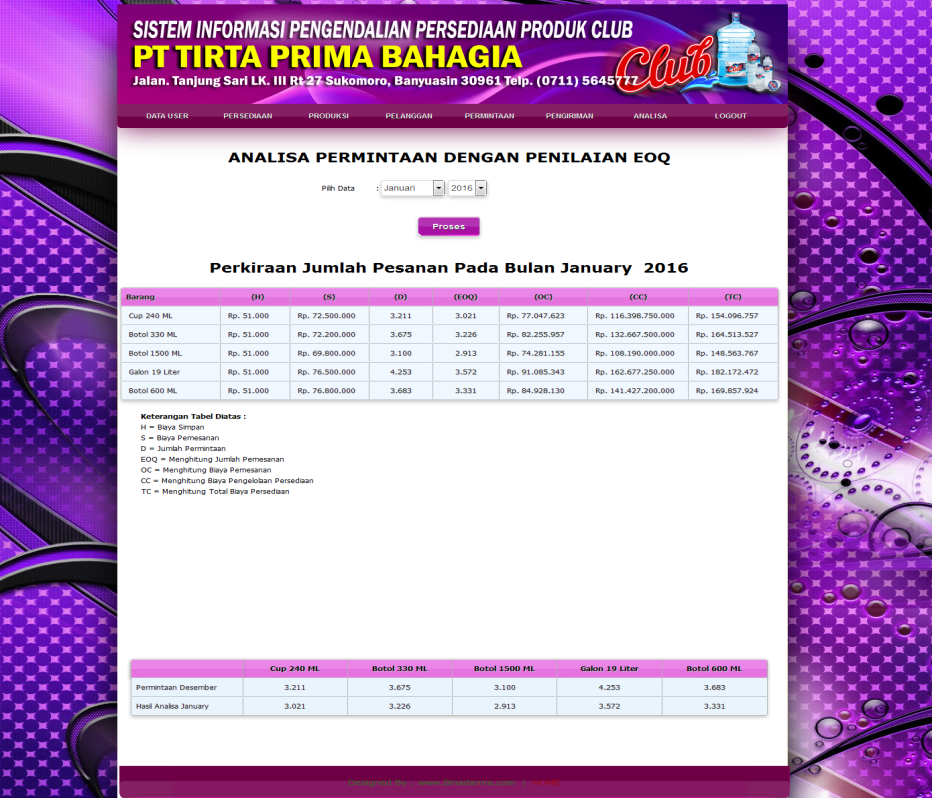 SISTEM INFORMASI PENGENDALIAN PERSEDIAAN PRODUK CLUB
PT TIRTA PRIMA BAHAGIA
Jalan. Tanjung Sari LK. III Rt 27 Sukomoro, Banyuasin 30961 Telp. (0711) 5645777
Club
DATA USER PERSEDIAAN PRODUKSI PELANGGAN PERMINTAAN PENGIRIMAN ANALISA LOGOUT
ANALISA PERMINTAAN DENGAN PENILAIAN EOQ
Pilh Data : Januari 2016
Proses
Perkiraan Jumlah Pesanan Pada Bulan January 2016
Barang (H) (S) (D) (EOQ) (OC) (CC) (TC)
Cup 240 ML Rp. 51.000 Rp. 72.500.000 3.211 3.021 Rp. 77.047.623 Rp. 116.398.750.000 Rp. 154.096.757
Botol 330 ML Rp. 51.000 Rp. 72.200.000 3.675 3.226 Rp. 82.255.957 Rp. 132.667.500.000 Rp. 164.513.527
Botol 1500 ML Rp. 51.000 Rp. 69.800.000 3.100 2.913 Rp. 74.281.155 Rp. 108.190.000.000 Rp. 148.563.767
Galon 19 Liter Rp. 51.000 Rp. 76.500.000 4.253 3.572 Rp. 91.085.343 Rp. 162.677.250.000 Rp. 182.172.472
Botol 600 ML Rp. 51.000 Rp. 76.800.000 3.683 3.331 Rp. 84.928.130 Rp. 141.427.200.000 Rp. 169.857.924
Keterangan Tabel Diatas :
H = Biaya Simpan
S = Biaya Pemesanan
D = Jumlah Permintaan
EOQ = Menghitung Jumlah Pemesanan
OC = Menghitung Biaya Pemesanan
CC = Menghitung Biaya Pengelolaan Persediaan
TC = Menghitung Total Biaya Persediaan
Cup 240 ML Botol 330 ML Botol 1500 ML Galon 19 Liter Botol 600 ML
Permintaan Desember 3.211 3.675 3.100 4.253 3.683
Hasil Analisa January 3.021 3.226 2.913 3.572 3.331
Designed By : www.Binadarma.com |